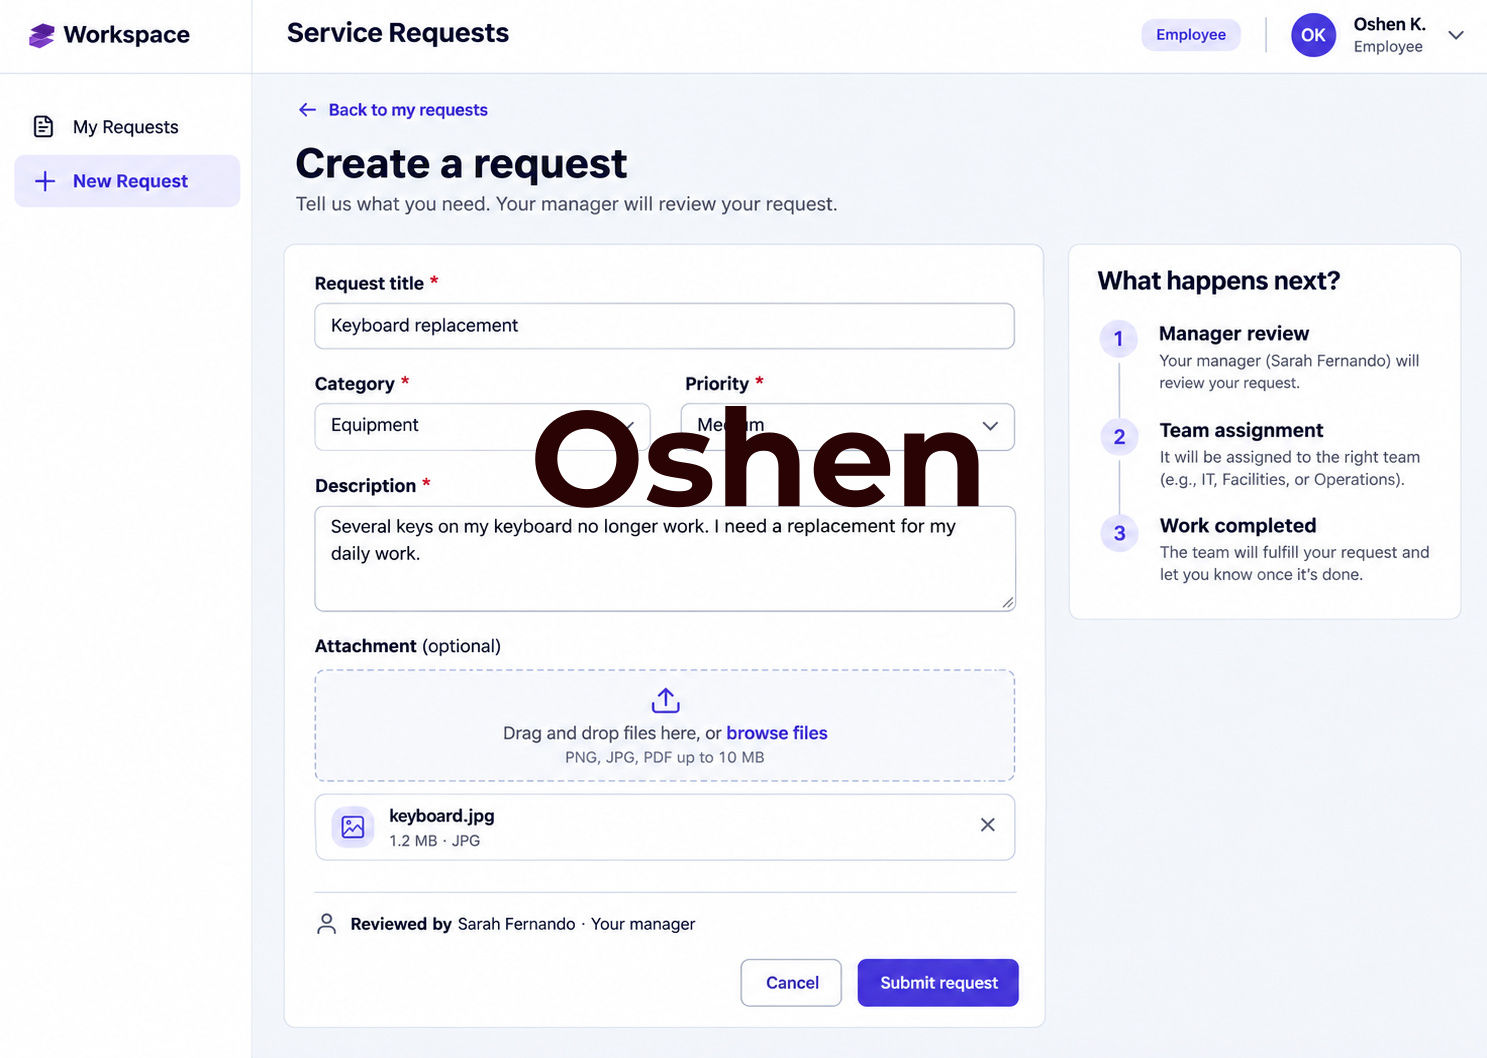 Workspace
Service Requests
Employee
OK
Oshen K.
Employee
My Requests
New Request
Back to my requests
Create a request
Tell us what you need. Your manager will review your request.
Request title *
Keyboard replacement
Category *
Priority *
Equipment
Medium
Oshen
Description *
Several keys on my keyboard no longer work. I need a replacement for my
daily work.
Attachment (optional)
Drag and drop files here, or browse files
PNG, JPG, PDF up to 10 MB
keyboard.jpg
1.2 MB · JPG
Reviewed by Sarah Fernando · Your manager
Cancel
Submit request
What happens next?
1
Manager review
Your manager (Sarah Fernando) will
review your request.
2
Team assignment
It will be assigned to the right team
(e.g., IT, Facilities, or Operations).
3
Work completed
The team will fulfill your request and
let you know once it's done.